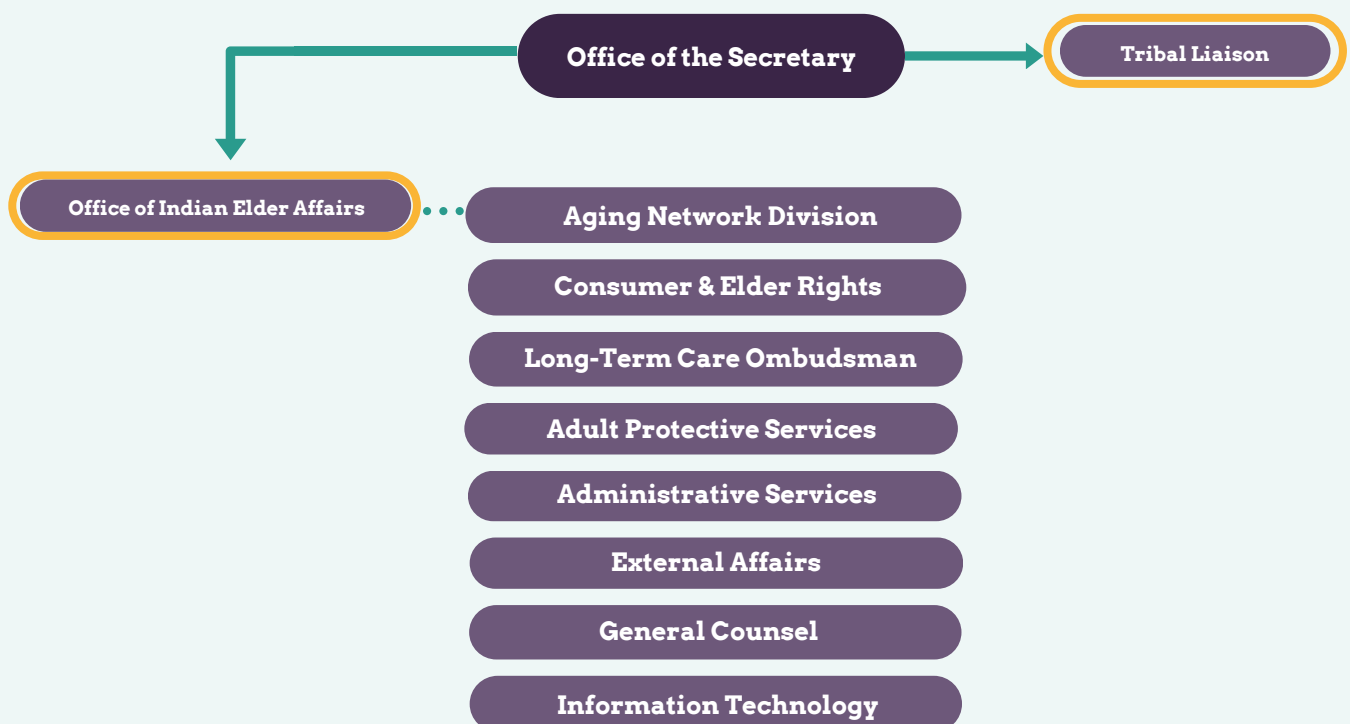 Office of the Secretary
Tribal Liaison
Office of Indian Elder Affairs
Aging Network Division
Consumer & Elder Rights
Long-Term Care Ombudsman
Adult Protective Services
Administrative Services
External Affairs
General Counsel
Information Technology